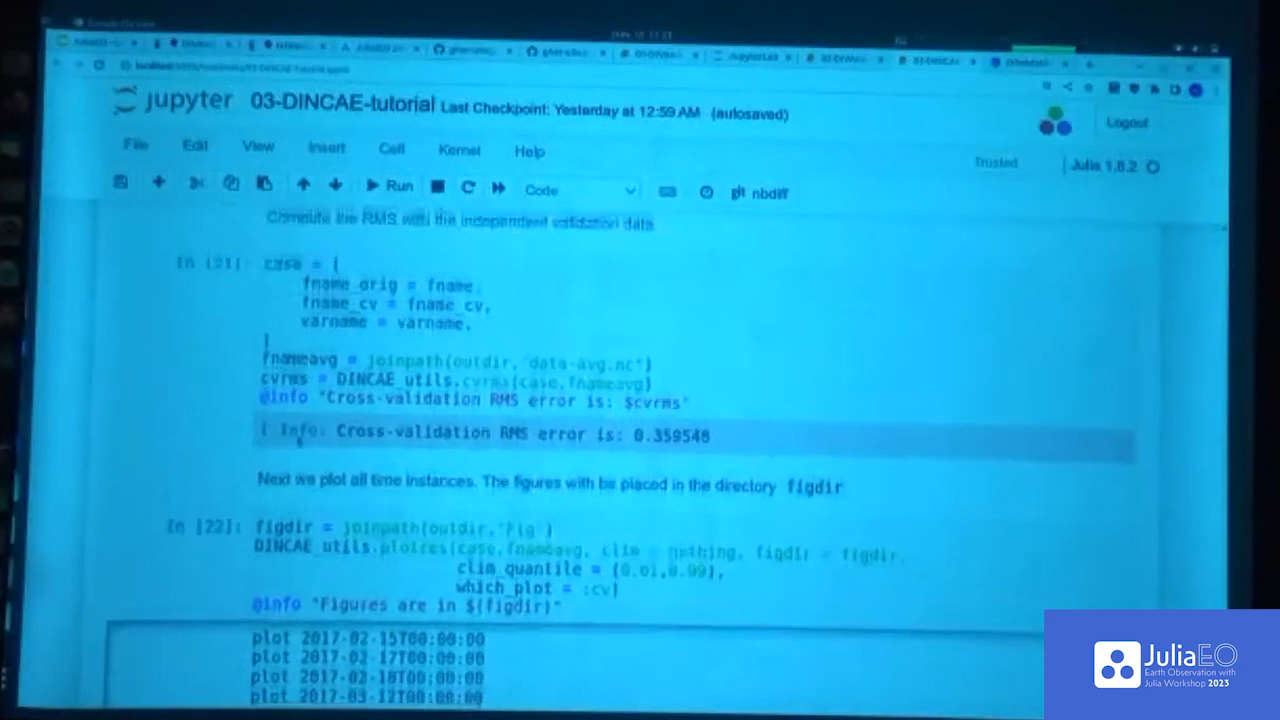 jupyter 03-DINCAE-tutorial Last Checkpoint: Yesterday at 12:59 AM (autosaved)
Logout
File Edit View Insert Cell Kernel Help
Trusted
Julia 1.8.2
Run
Code
nbdiff
Compute the RMS with the independent validation data.
In [21]: case = (
fname_orig = fname,
fname_cv = fname_cv,
varname = varname,
)
fnameavg = joinpath(outdir,"data-avg.nc")
cvrms = DINCAE_utils.cvrms(case,fnameavg)
@info "Cross-validation RMS error is: $cvrms"
[ Info: Cross-validation RMS error is: 0.359548
Next we plot all time instances. The figures with be placed in the directory figdir
In [22]: figdir = joinpath(outdir,"Fig")
DINCAE_utils.plotres(case,fnameavg, clim = nothing, figdir = figdir,
clim_quantile = (0.01,0.99),
which_plot = :cv)
@info "Figures are in $(figdir)"
plot 2017-02-15T00:00:00
plot 2017-02-17T00:00:00
plot 2017-02-18T00:00:00
plot 2017-03-12T00:00:00
JuliaEO
Earth Observation with
Julia Workshop 2023